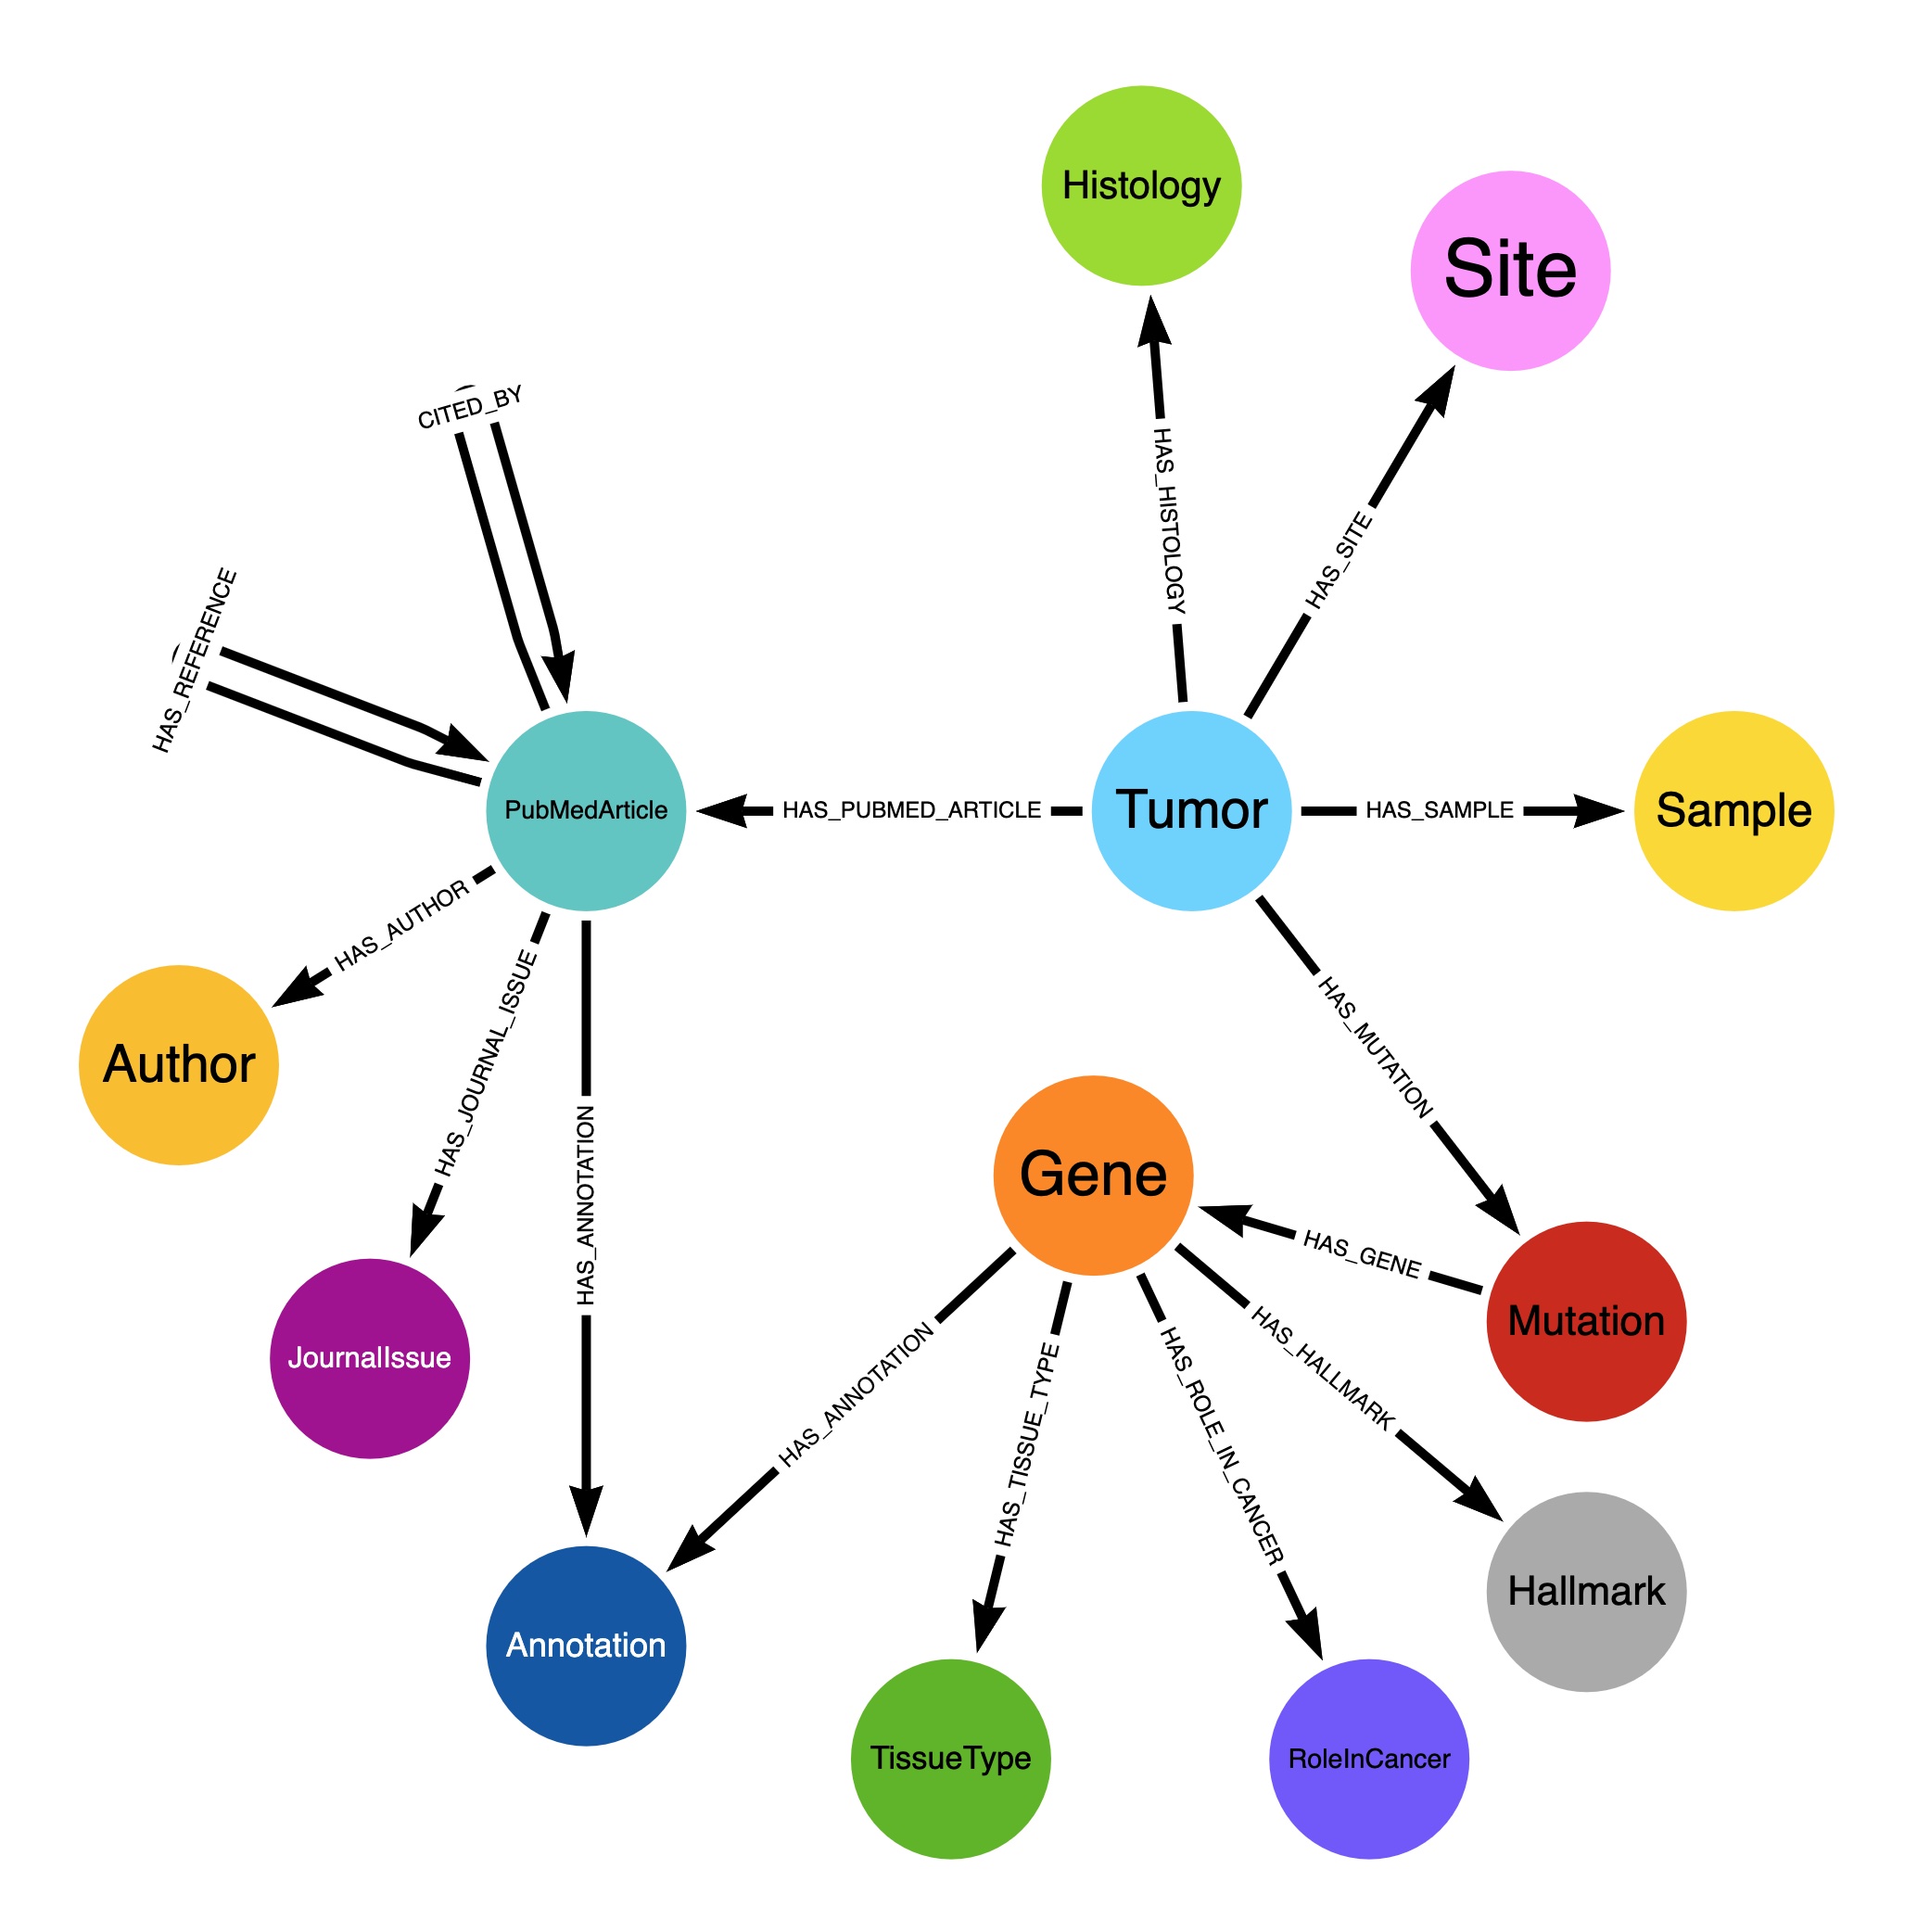 Histology
Site
CITED_BY
HAS_HISTOLOGY
HAS_SITE
HAS_REFERENCE
PubMedArticle
HAS_PUBMED_ARTICLE
Tumor
HAS_SAMPLE
Sample
HAS_AUTHOR
HAS_JOURNAL_ISSUE
HAS_MUTATION
Author
HAS_ANNOTATION
Gene
HAS_GENE
Mutation
JournalIssue
HAS_ANNOTATION
HAS_TISSUE_TYPE
HAS_ROLE_IN_CANCER
HAS_HALLMARK
Hallmark
Annotation
TissueType
RoleInCancer